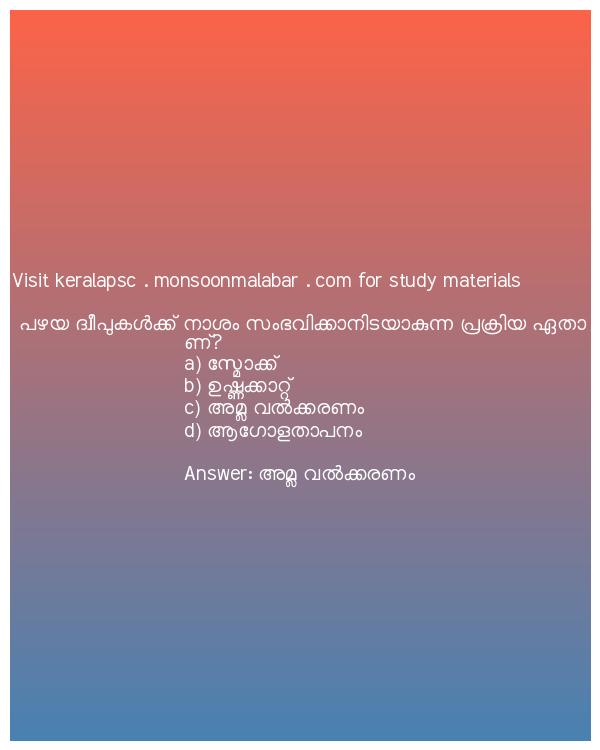 Visit keralapsc . monsoonmalabar . com for study materials
പഴയ ദ്വീപുകൾക്ക് നാശം സംഭവിക്കാനിടയാകുന്ന പ്രക്രിയ ഏതാ
ണ്?
a) സ്മോക്ക്
b) ഉഷ്ണക്കാറ്റ്
c) അമ്ല വൽക്കരണം
d) ആഗോളതാപനം
Answer: അമ്ല വൽക്കരണം